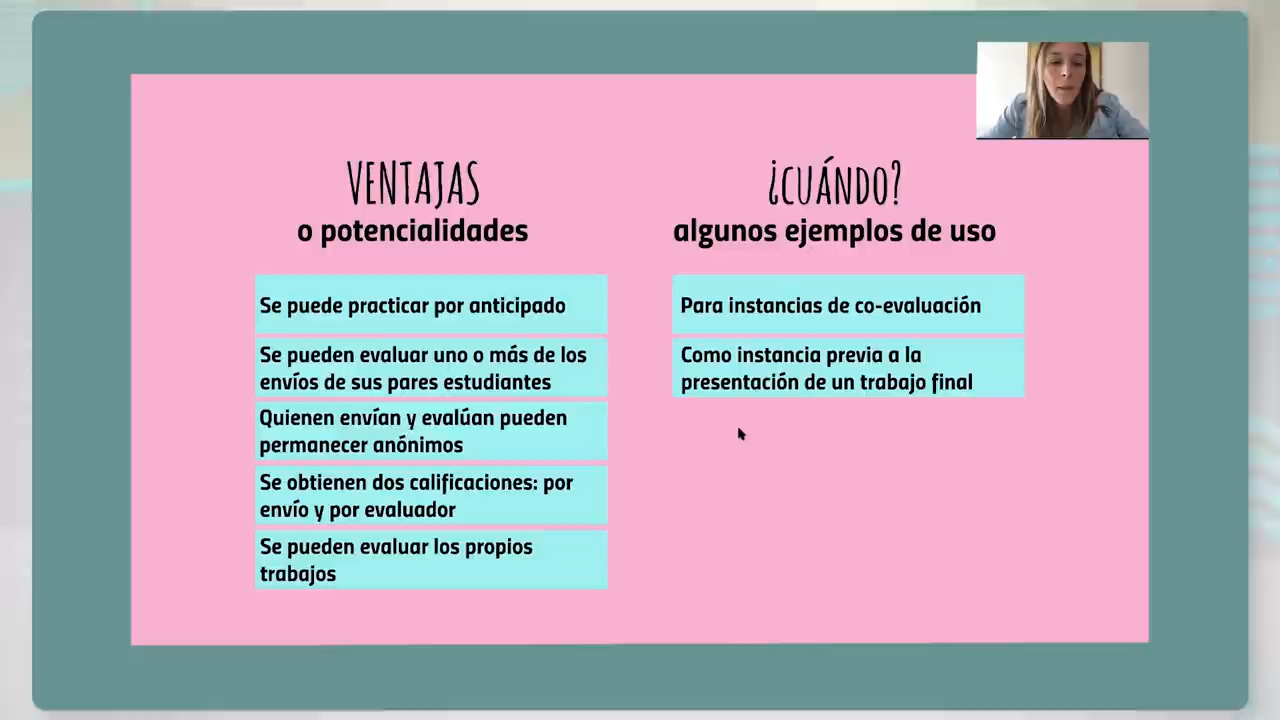 VENTAJAS
o potencialidades
Se puede practicar por anticipado
Se pueden evaluar uno o más de los
envíos de sus pares estudiantes
Quienen envían y evalúan pueden
permanecer anónimos
Se obtienen dos calificaciones: por
envío y por evaluador
Se pueden evaluar los propios
trabajos
¿CUÁNDO?
algunos ejemplos de uso
Para instancias de co-evaluación
Como instancia previa a la
presentación de un trabajo final